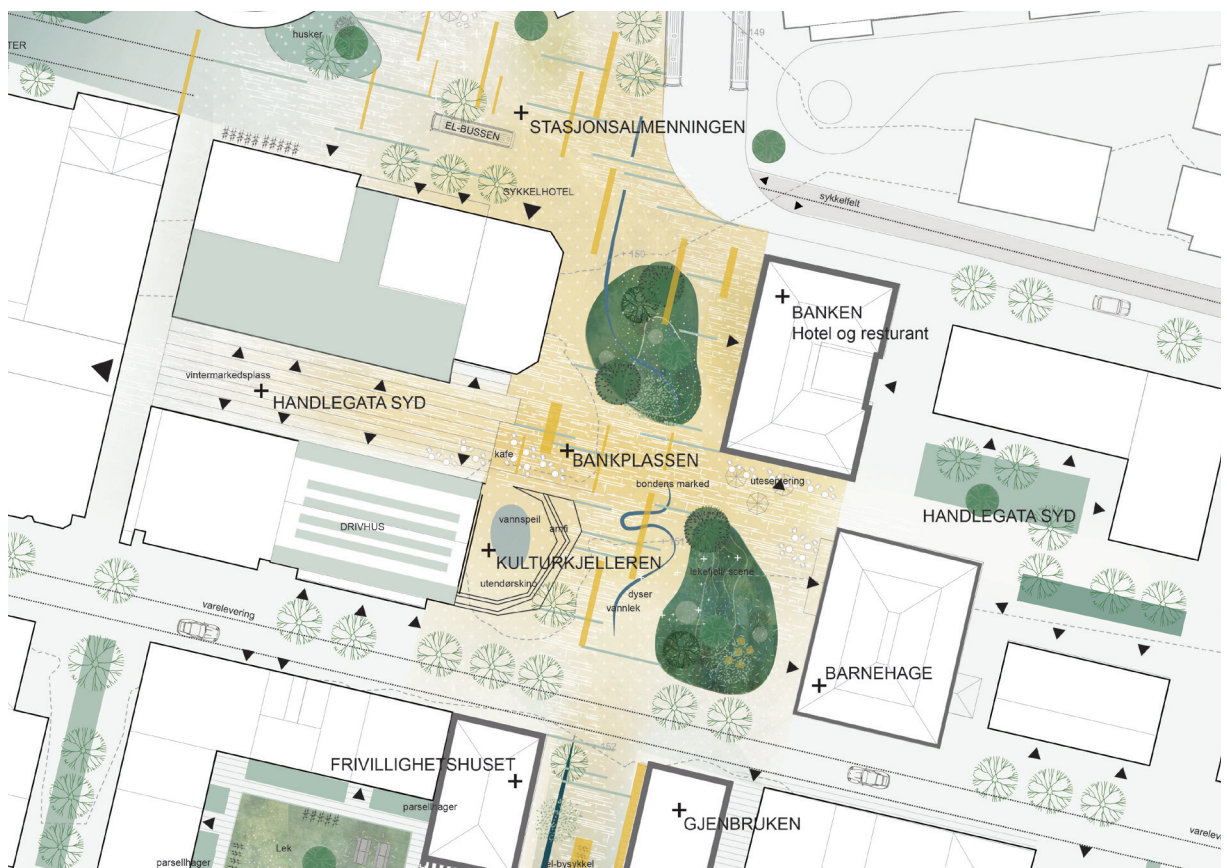 husker
+149
TER
STASJONSALMENNINGEN
EL-BUSSEN
SYKKELHOTEL
sykkelfelt
+ 150
BANKEN
Hotel og resturant
vintermarkedsplass
HANDLEGATA SYD
kafe
BANKPLASSEN
bondens marked
uteservering
vannspeil
amfi
DRIVHUS
HANDLEGATA SYD
+ 151
KULTURKJELLEREN
lekefjell/ scene
utendørskino
dyser
vannlek
varelevering
BARNEHAGE
+ 152
FRIVILLIGHETSHUSET
parsellhager
GJENBRUKEN
Lek
varelev
parsellhager
el-bysykkel